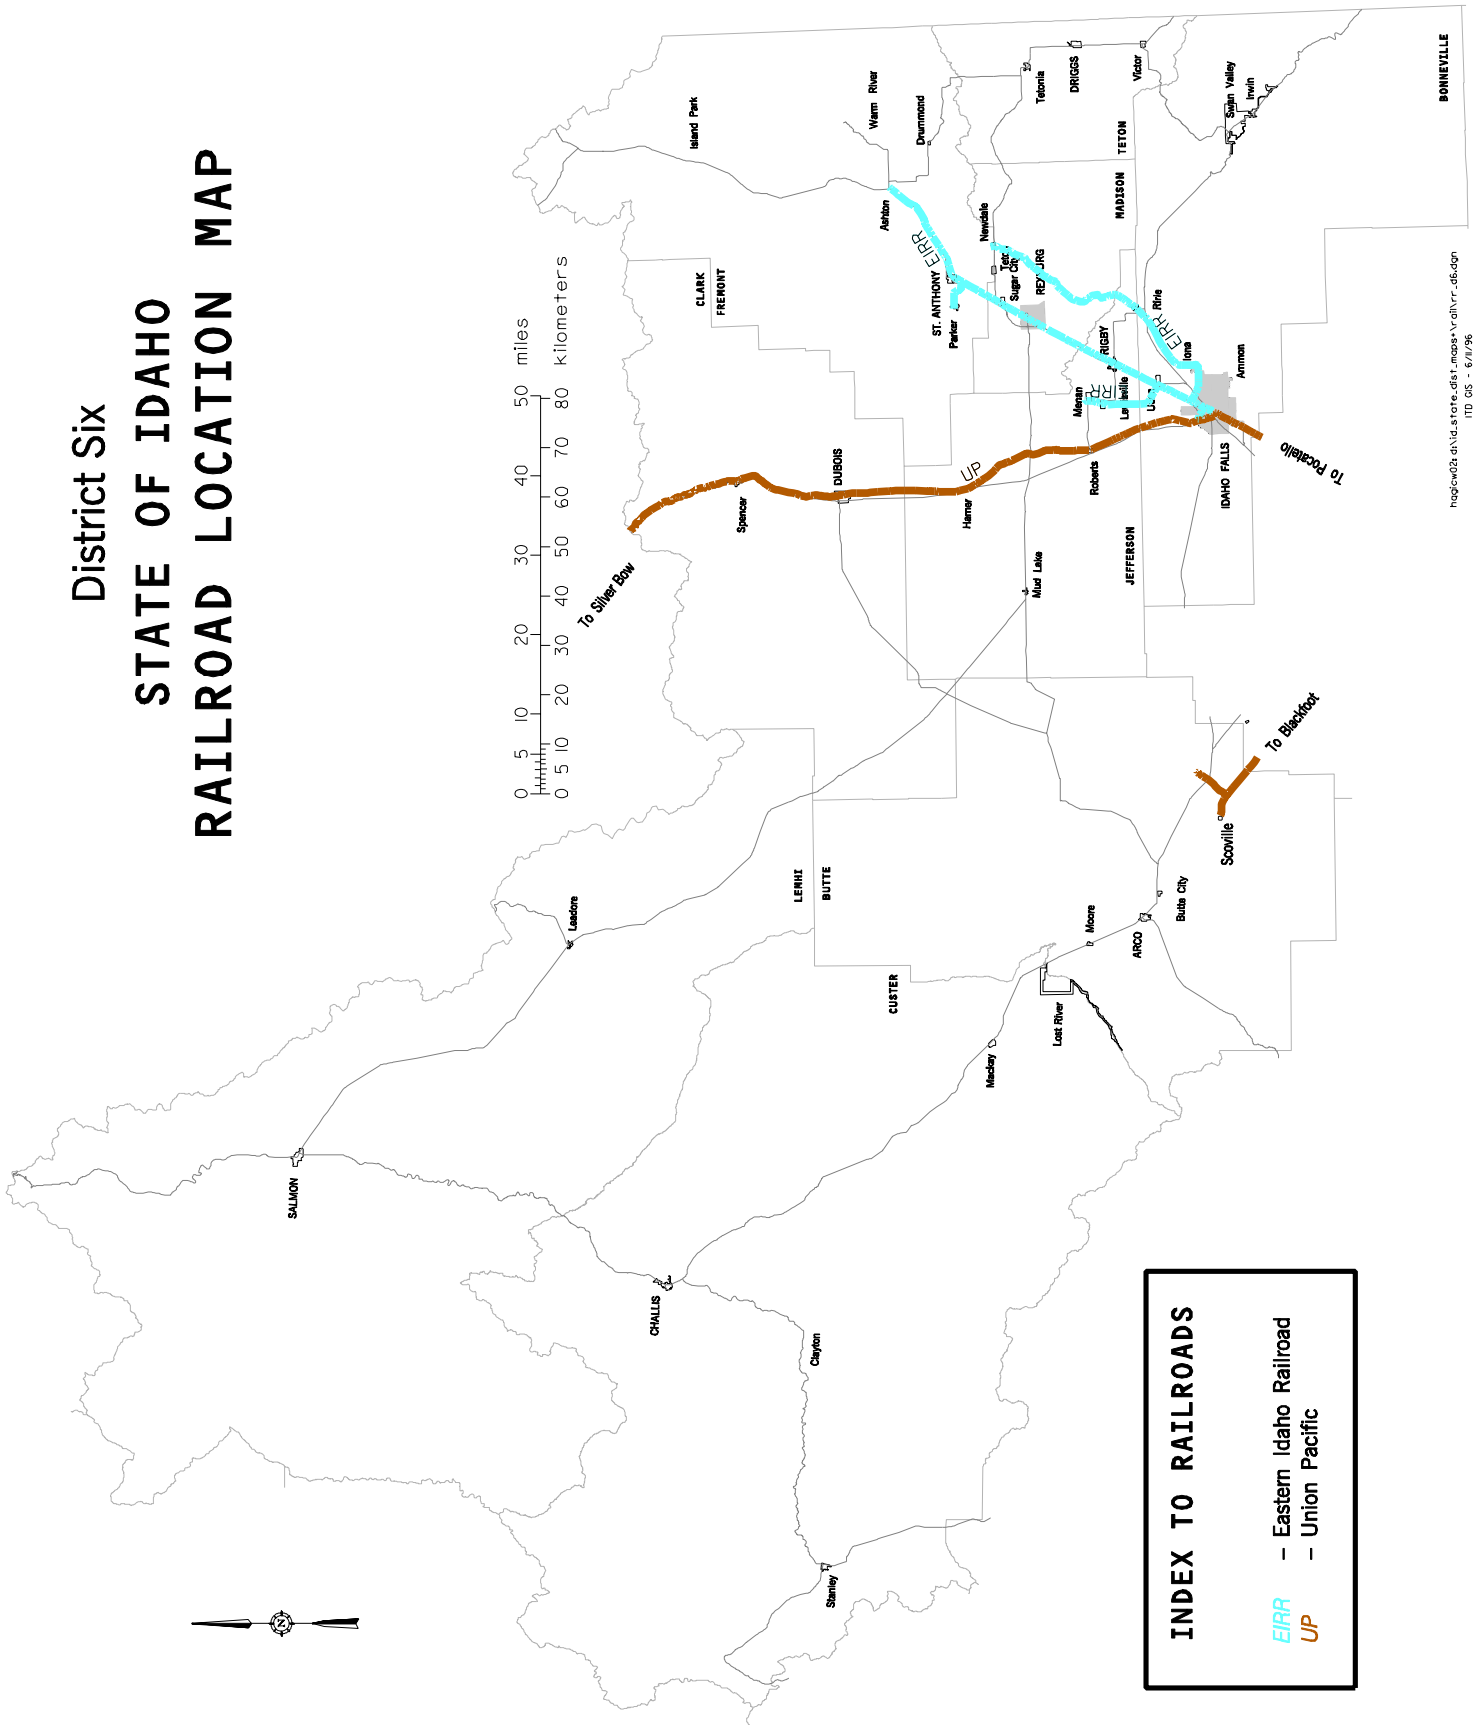 District Six
STATE OF IDAHO
RAILROAD LOCATION MAP
0 5 10 20 30 40 50 miles
0 5 10 20 30 40 50 60 70 80 kilometers
SALMON
Leadore
CHALLIS
Clayton
Stanley
LEMHI
BUTTE
CUSTER
Mackay
Lost River
Moore
ARCO
Butte City
Scoville
To Blackfoot
To Silver Bow
Spencer
DUBOIS
UP
Hamer
Mud Lake
Roberts
JEFFERSON
IDAHO FALLS
To Pocatello
CLARK
FREMONT
Island Park
Warm River
Drummond
Ashton
EIRR
ST. ANTHONY
Parker
Newdale
Sugar City
MADISON
TETON
Tetonia
DRIGGS
Victor
Swan Valley
Irwin
BONNEVILLE
RIGBY
Menan
Ririe
EIRR
Iona
Ammon
INDEX TO RAILROADS
EIRR – Eastern Idaho Railroad
UP – Union Pacific
ITD GIS - 6/11/96